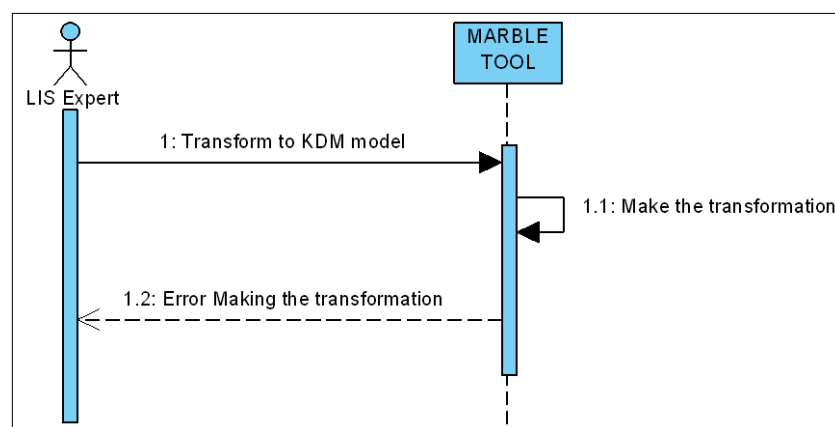 MARBLE
TOOL
LIS Expert
1: Transform to KDM model
1.1: Make the transformation
1.2: Error Making the transformation